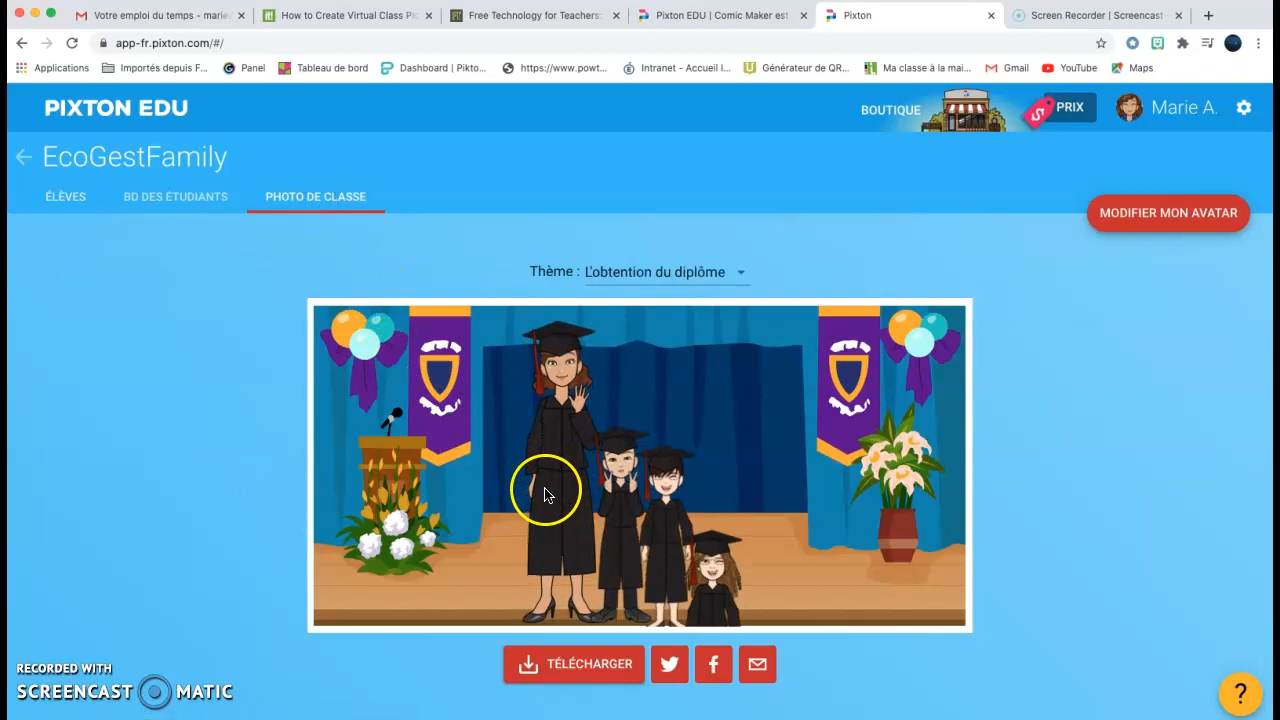 Votre emploi du temps - marie-
How to Create Virtual Class Pic
Free Technology for Teachers:
Pixton EDU | Comic Maker est
Pixton
Screen Recorder | Screencast-
app-fr.pixton.com/#/
Applications
Importés depuis F...
Panel
Tableau de bord
Dashboard | Pikto...
https://www.powt...
Intranet - Accueil i...
Générateur de QR...
Ma classe à la mai...
Gmail
YouTube
Maps
PIXTON EDU
BOUTIQUE
PRIX
Marie A.
EcoGestFamily
ÉLÈVES
BD DES ÉTUDIANTS
PHOTO DE CLASSE
MODIFIER MON AVATAR
Thème : L'obtention du diplôme
TÉLÉCHARGER
RECORDED WITH
SCREENCAST MATIC
?